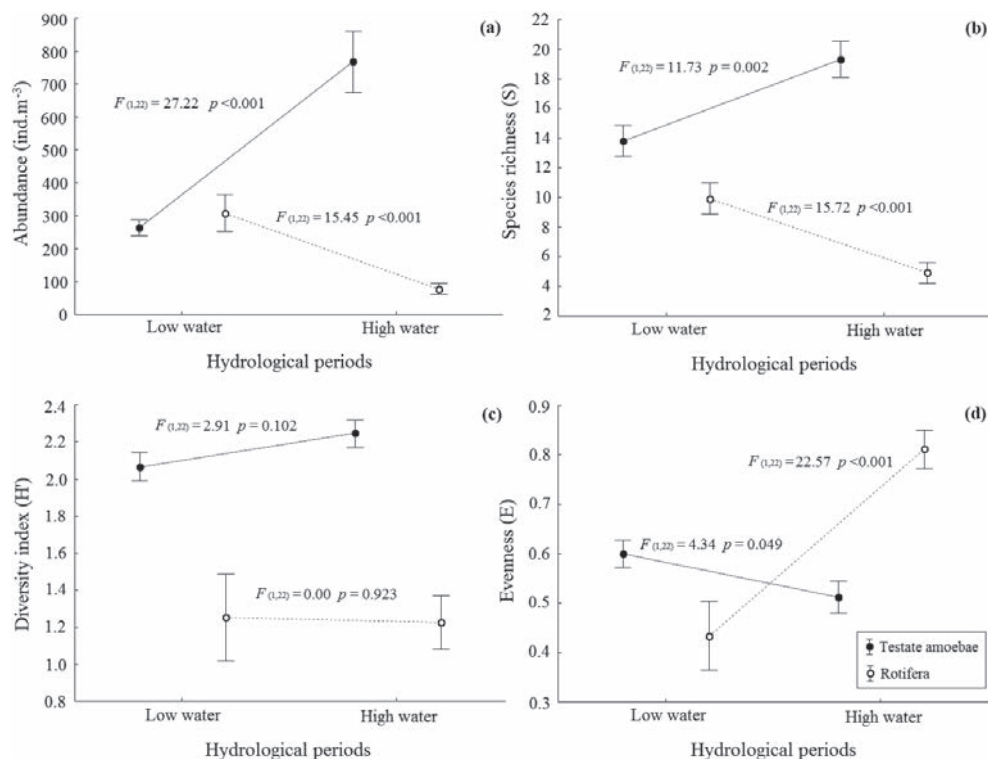 (a)
Abundance (ind.m-3)
900
800
700
600
500
400
300
200
100
0
F (1,22) = 27.22 p <0.001
F (1,22) = 15.45 p <0.001
Low water
High water
Hydrological periods
(b)
Species richness (S)
22
20
18
16
14
12
10
8
6
4
2
F (1,22) = 11.73 p = 0.002
F (1,22) = 15.72 p <0.001
Low water
High water
Hydrological periods
(c)
Diversity index (H')
2.4
2.2
2.0
1.8
1.6
1.4
1.2
1.0
0.8
F (1,22) = 2.91 p = 0.102
F (1,22) = 0.00 p = 0.923
Low water
High water
Hydrological periods
(d)
Evenness (E)
0.9
0.8
0.7
0.6
0.5
0.4
0.3
F (1,22) = 22.57 p <0.001
F (1,22) = 4.34 p = 0.049
Testate amoebae
Rotifera
Low water
High water
Hydrological periods